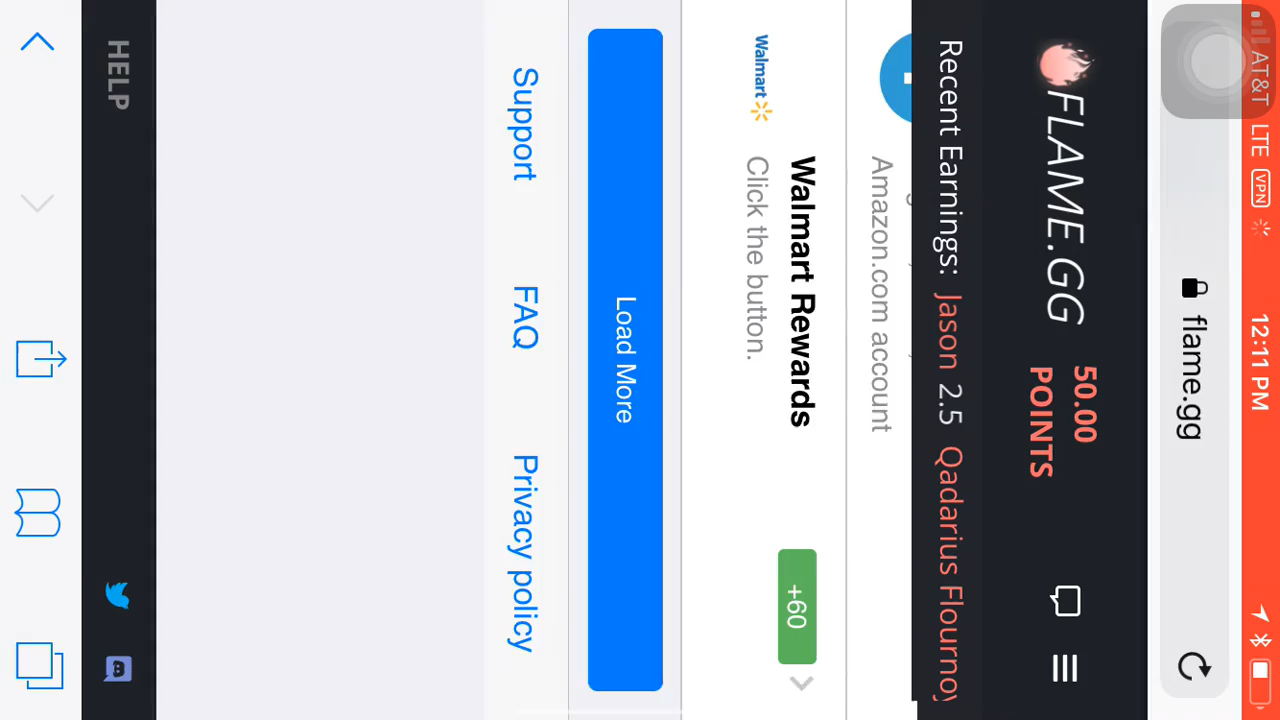 AT&T LTE VPN 12:11 PM
flame.gg
FLAME.GG
50.00
POINTS
Recent Earnings: Jason 2.5 Qadarius Flournoy
Amazon.com account
Walmart
Walmart Rewards
Click the button.
+60
Load More
Support FAQ Privacy policy
HELP